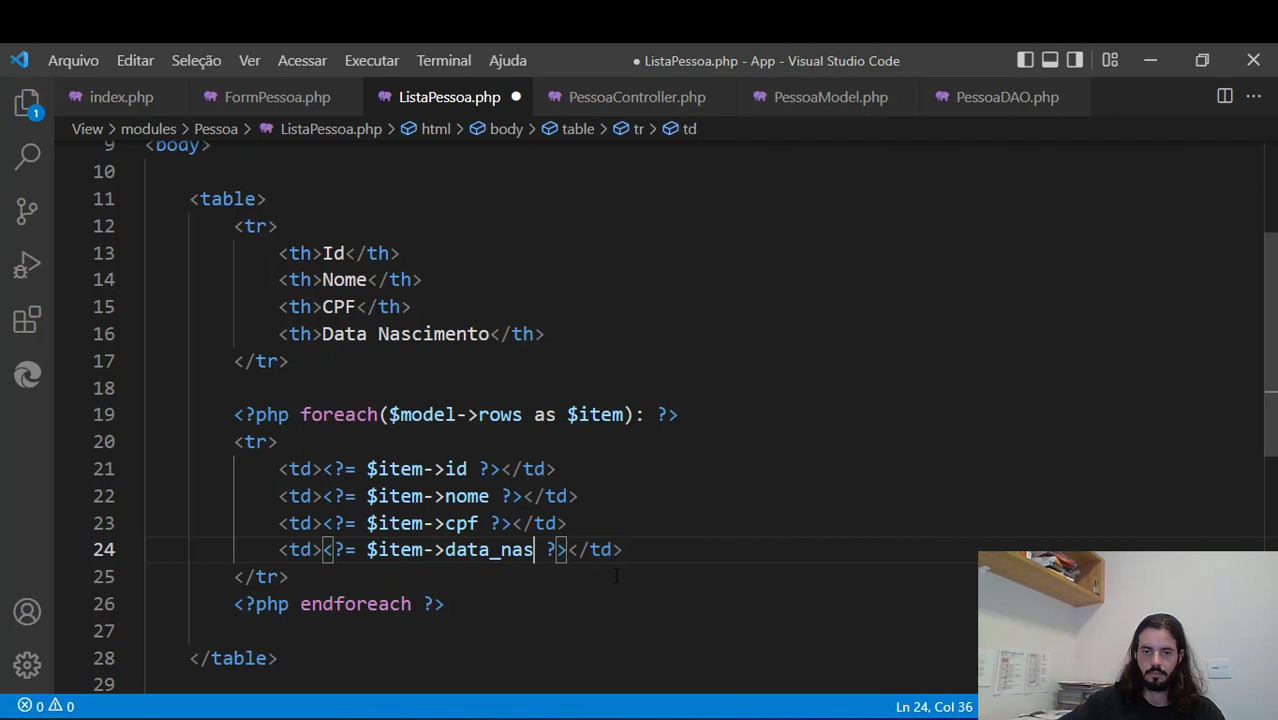 Arquivo Editar Seleção Ver Acessar Executar Terminal Ajuda ● ListaPessoa.php - App - Visual Studio Code
index.php FormPessoa.php ListaPessoa.php ● PessoaController.php PessoaModel.php PessoaDAO.php
1
View > modules > Pessoa > ListaPessoa.php > html > body > table > tr > td
9 <body>
10
11 <table>
12 <tr>
13 <th>Id</th>
14 <th>Nome</th>
15 <th>CPF</th>
16 <th>Data Nascimento</th>
17 </tr>
18
19 <?php foreach($model->rows as $item): ?>
20 <tr>
21 <td><?= $item->id ?></td>
22 <td><?= $item->nome ?></td>
23 <td><?= $item->cpf ?></td>
24 <td><?= $item->data_nas ?></td>
25 </tr>
26 <?php endforeach ?>
27
28 </table>
29
0 0 Ln 24, Col 36